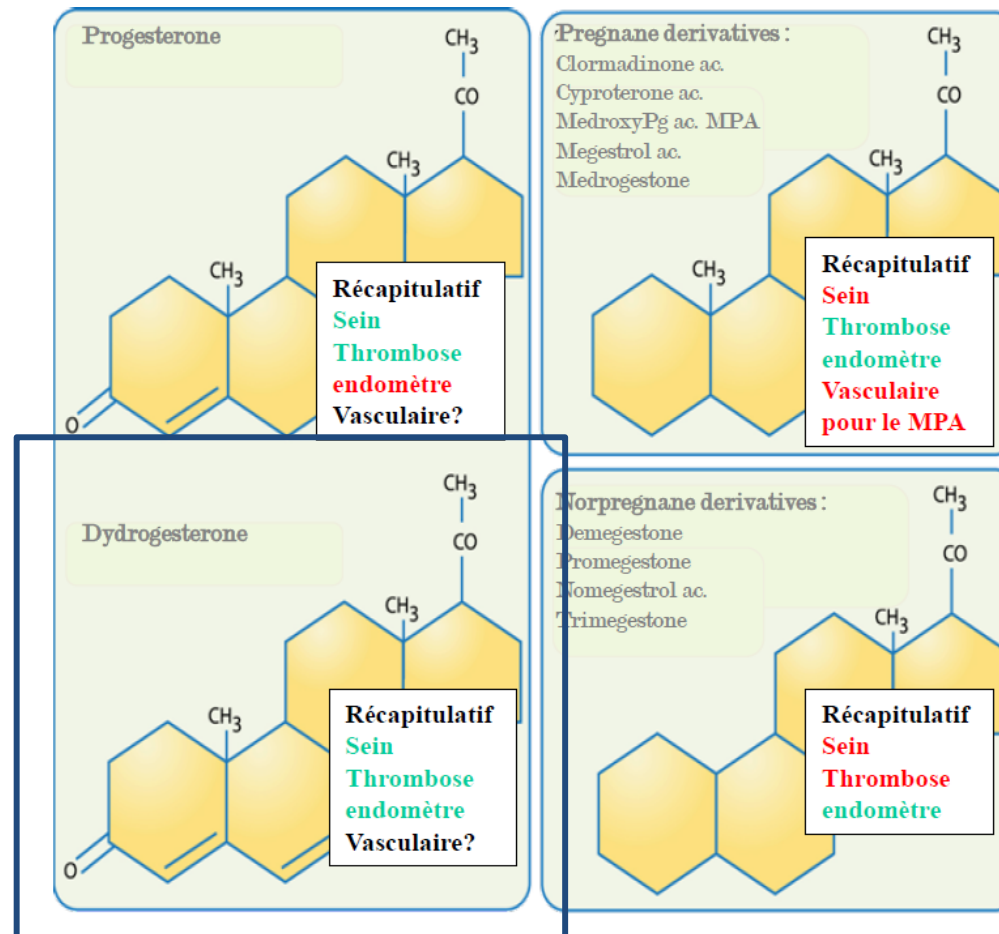 Progesterone
CH3
CO
CH3
CH3
O
Récapitulatif
Sein
Thrombose
endomètre
Vasculaire?
Pregnane derivatives :
Clormadinone ac.
Cyproterone ac.
MedroxyPg ac. MPA
Megestrol ac.
Medrogestone
CH3
CO
CH3
CH3
Récapitulatif
Sein
Thrombose
endomètre
Vasculaire
pour le MPA
Dydrogesterone
CH3
CO
CH3
CH3
O
Récapitulatif
Sein
Thrombose
endomètre
Vasculaire?
Norpregnane derivatives :
Demegestone
Promegestone
Nomegestrol ac.
Trimegestone
CH3
CO
CH3
Récapitulatif
Sein
Thrombose
endomètre